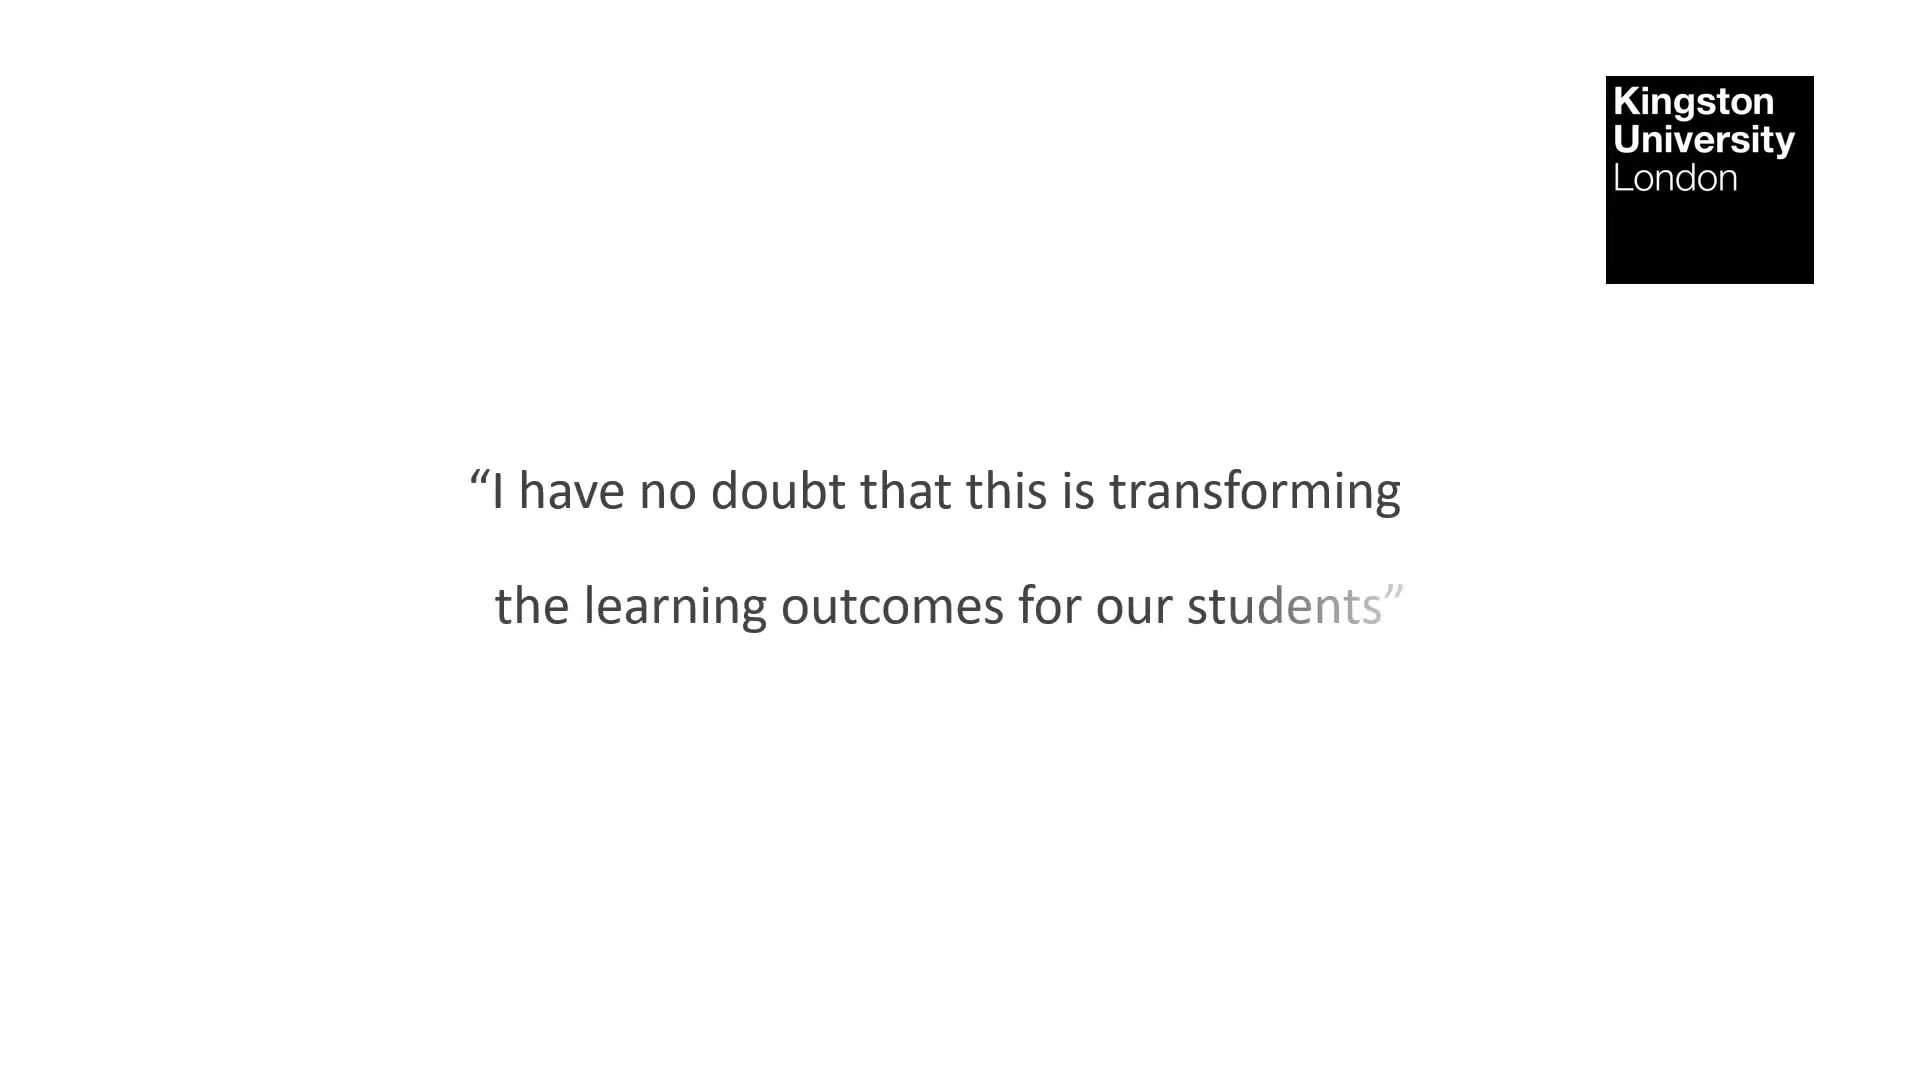 Kingston
University
London
“I have no doubt that this is transforming
the learning outcomes for our students”